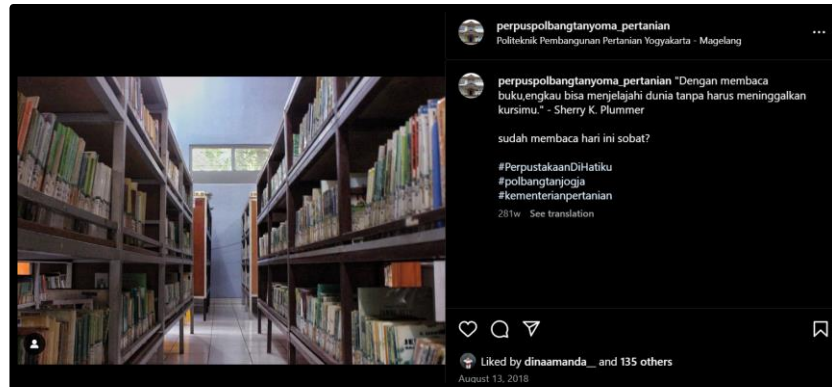 perpuspolbangtanyoma_pertanian
Politeknik Pembangunan Pertanian Yogyakarta - Magelang
perpuspolbangtanyoma_pertanian "Dengan membaca
buku,engkau bisa menjelajahi dunia tanpa harus meninggalkan
kursimu." - Sherry K. Plummer
sudah membaca hari ini sobat?
#PerpustakaanDiHatiku
#polbangtanjogja
#kementerianpertanian
281w See translation
Liked by dinaamanda__ and 135 others
August 13, 2018